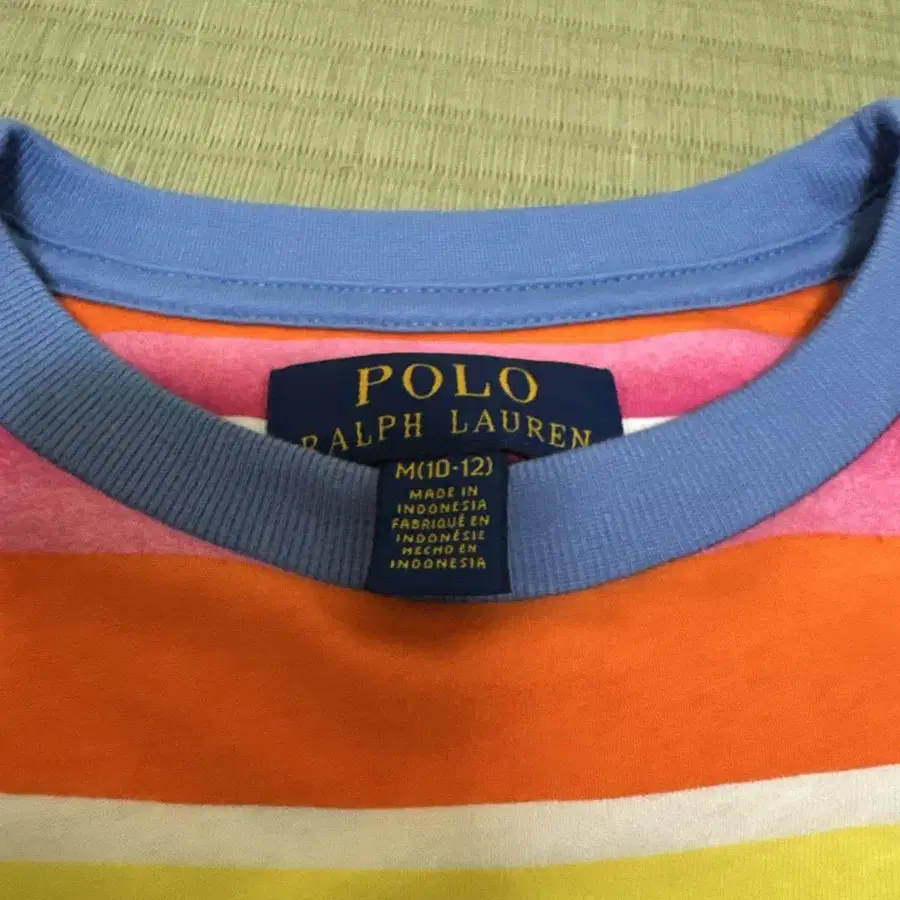 POLO
RALPH LAUREN
M(10-12)
MADE IN
INDONESIA
FABRIQUÉ EN
INDONÉSIE
HECHO EN
INDONESIA